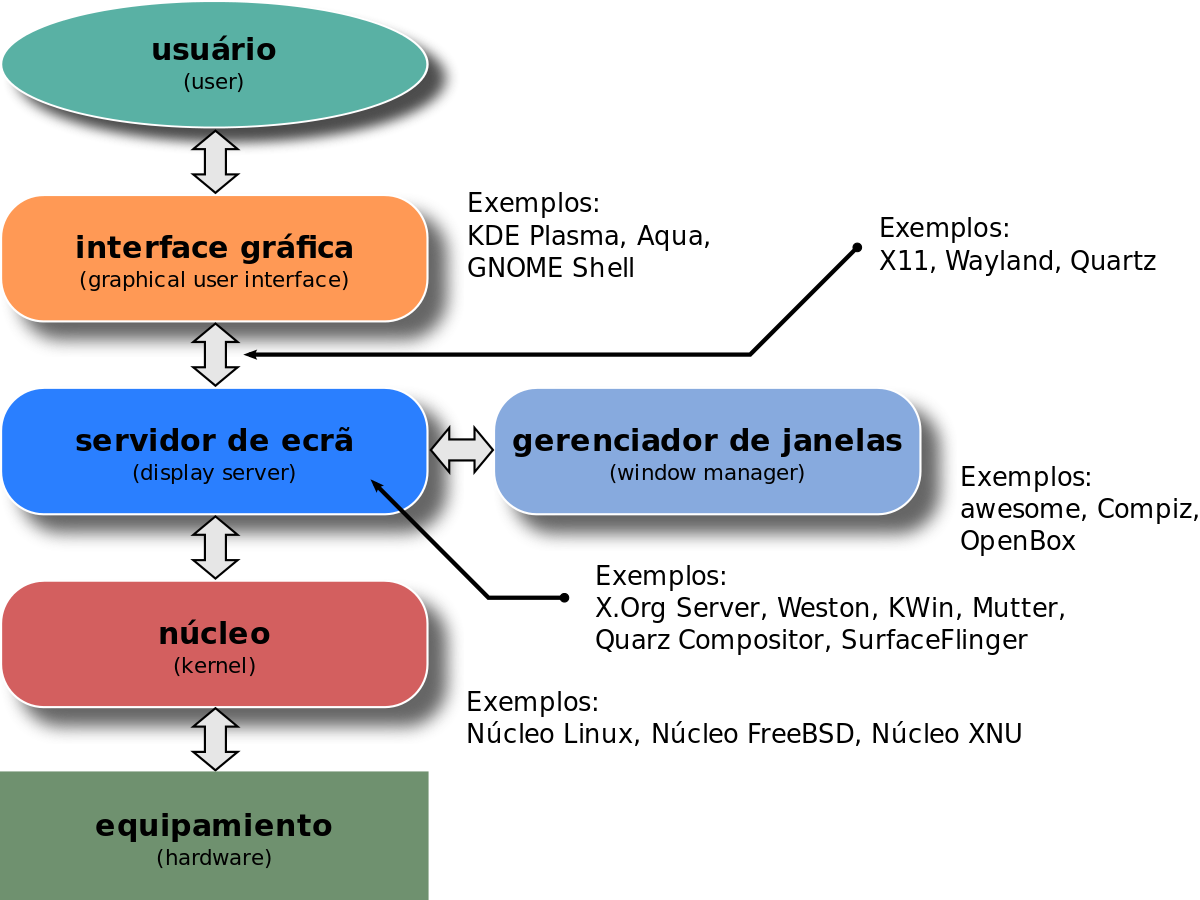 usuário
(user)
interface gráfica
(graphical user interface)
Exemplos:
KDE Plasma, Aqua,
GNOME Shell
Exemplos:
X11, Wayland, Quartz
servidor de ecrã
(display server)
gerenciador de janelas
(window manager)
Exemplos:
awesome, Compiz,
OpenBox
Exemplos:
X.Org Server, Weston, KWin, Mutter,
Quarz Compositor, SurfaceFlinger
núcleo
(kernel)
Exemplos:
Núcleo Linux, Núcleo FreeBSD, Núcleo XNU
equipamiento
(hardware)